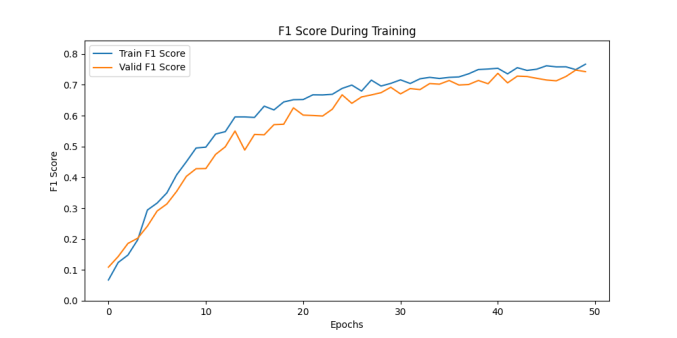 F1 Score During Training
Train F1 Score
Valid F1 Score
0.8
0.7
0.6
0.5
0.4
0.3
0.2
0.1
0.0
F1 Score
0 10 20 30 40 50
Epochs